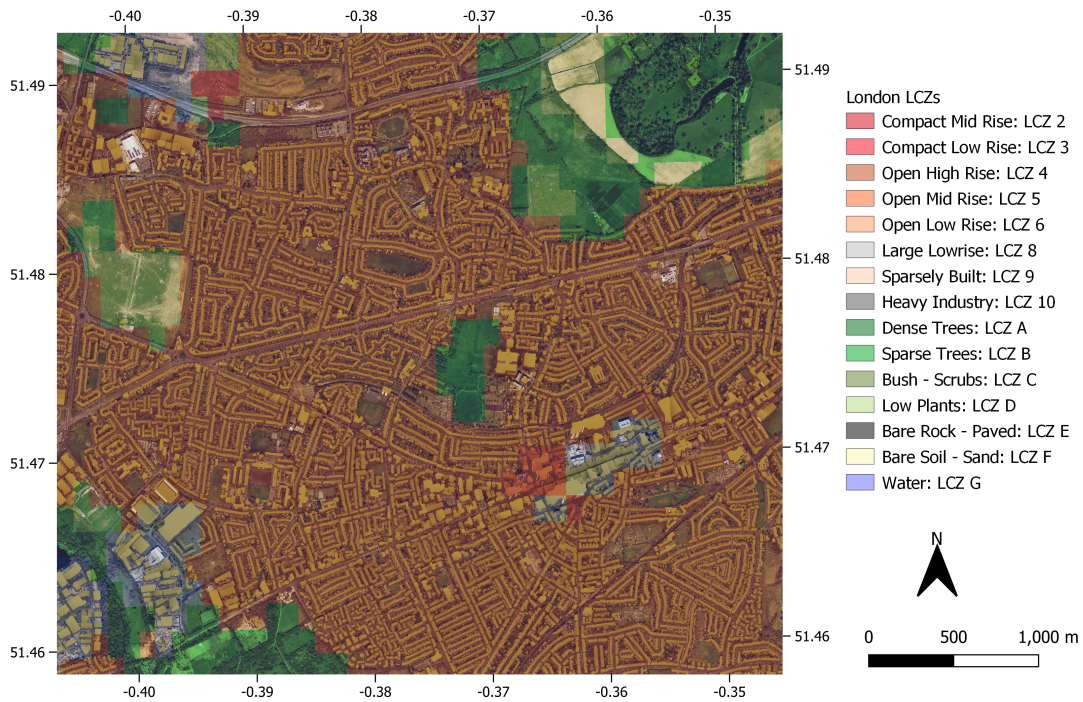 -0.40 -0.39 -0.38 -0.37 -0.36 -0.35
51.49 51.49
51.48 51.48
51.47 51.47
51.46 51.46
-0.40 -0.39 -0.38 -0.37 -0.36 -0.35
London LCZs
Compact Mid Rise: LCZ 2
Compact Low Rise: LCZ 3
Open High Rise: LCZ 4
Open Mid Rise: LCZ 5
Open Low Rise: LCZ 6
Large Lowrise: LCZ 8
Sparsely Built: LCZ 9
Heavy Industry: LCZ 10
Dense Trees: LCZ A
Sparse Trees: LCZ B
Bush - Scrubs: LCZ C
Low Plants: LCZ D
Bare Rock - Paved: LCZ E
Bare Soil - Sand: LCZ F
Water: LCZ G
N
0 500 1,000 m